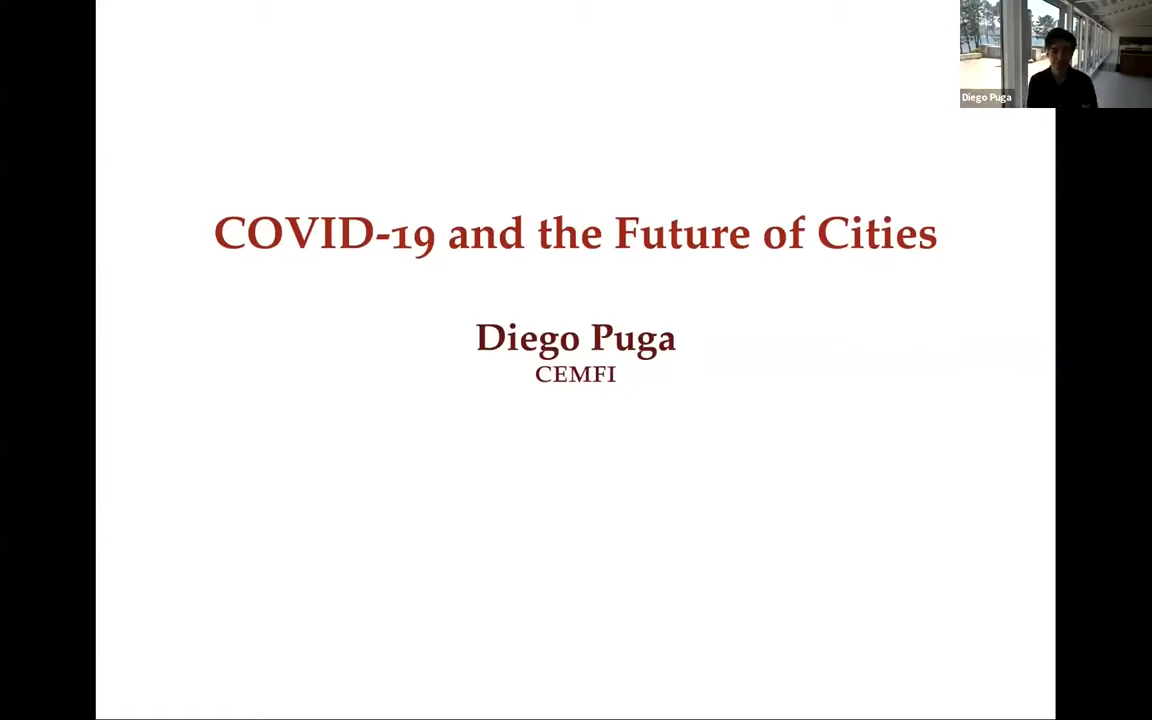 Diego Puga
COVID-19 and the Future of Cities
Diego Puga
CEMFI